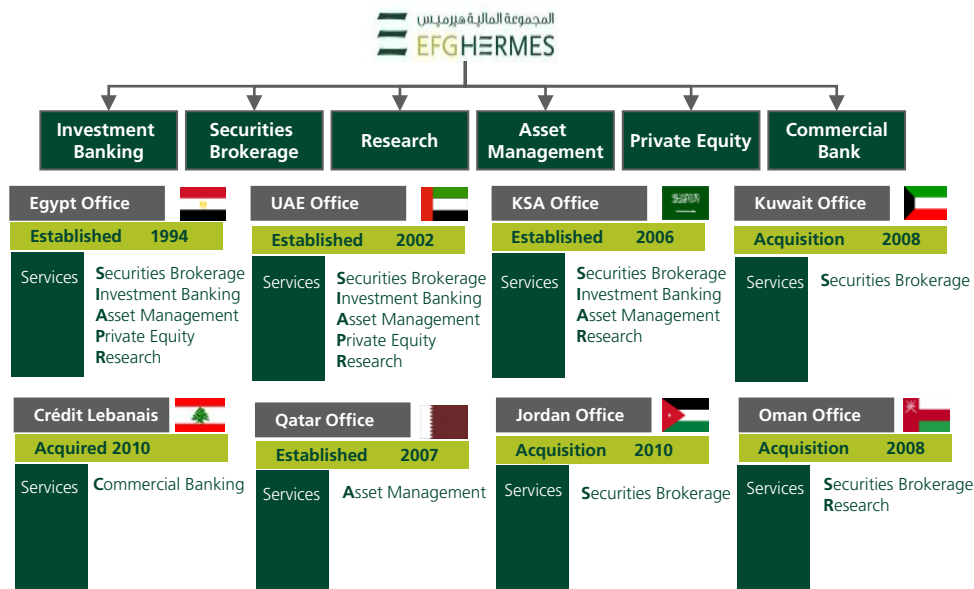 المجموعة المالية هيرميس
EFGHERMES
Investment
Banking
Securities
Brokerage
Research
Asset
Management
Private Equity
Commercial
Bank
Egypt Office
Established 1994
Services
Securities Brokerage
Investment Banking
Asset Management
Private Equity
Research
UAE Office
Established 2002
Services
Securities Brokerage
Investment Banking
Asset Management
Private Equity
Research
KSA Office
Established 2006
Services
Securities Brokerage
Investment Banking
Asset Management
Research
Kuwait Office
Acquisition 2008
Services
Securities Brokerage
Crédit Lebanais
Acquired 2010
Services
Commercial Banking
Qatar Office
Established 2007
Services
Asset Management
Jordan Office
Acquisition 2010
Services
Securities Brokerage
Oman Office
Acquisition 2008
Services
Securities Brokerage
Research